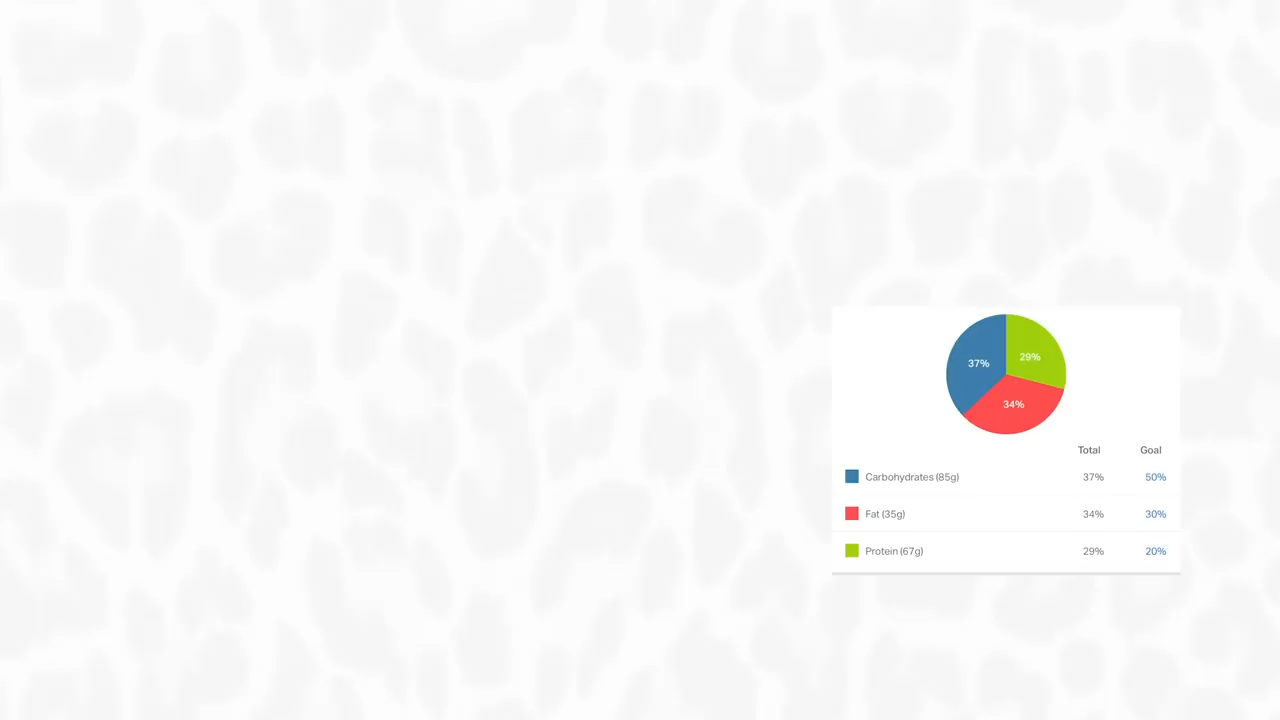 37%
29%
34%
Total Goal
Carbohydrates (85g) 37% 50%
Fat (35g) 34% 30%
Protein (67g) 29% 20%